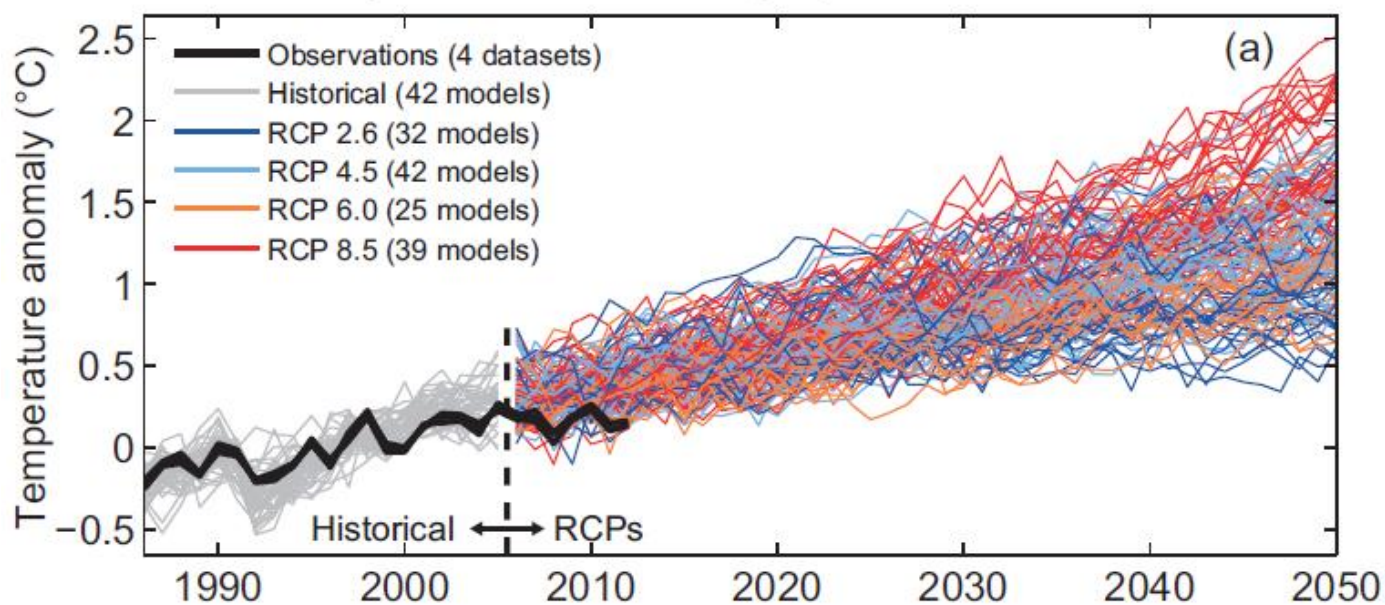 (a)
Observations (4 datasets)
Historical (42 models)
RCP 2.6 (32 models)
RCP 4.5 (42 models)
RCP 6.0 (25 models)
RCP 8.5 (39 models)
Temperature anomaly (°C)
2.5
2
1.5
1
0.5
0
−0.5
Historical RCPs
1990 2000 2010 2020 2030 2040 2050